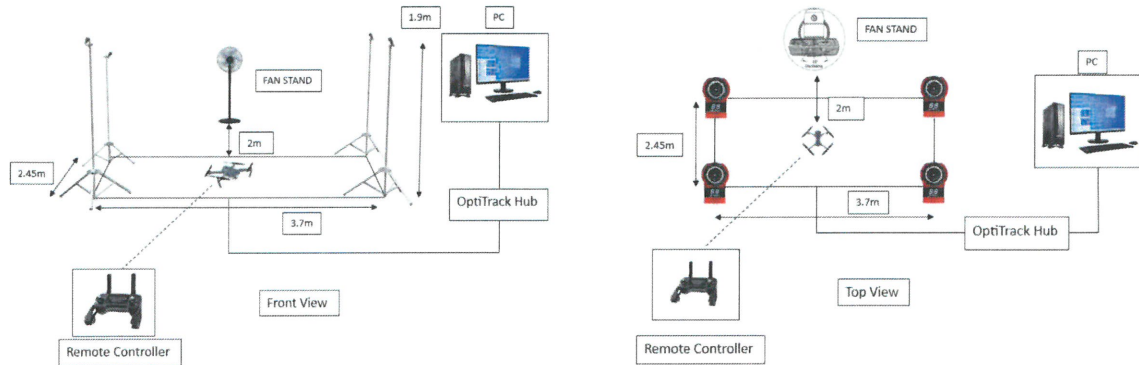 1.9m
PC
FAN STAND
2m
2.45m
3.7m
OptiTrack Hub
Front View
Remote Controller
FAN STAND
PC
2m
2.45m
3.7m
OptiTrack Hub
Top View
Remote Controller